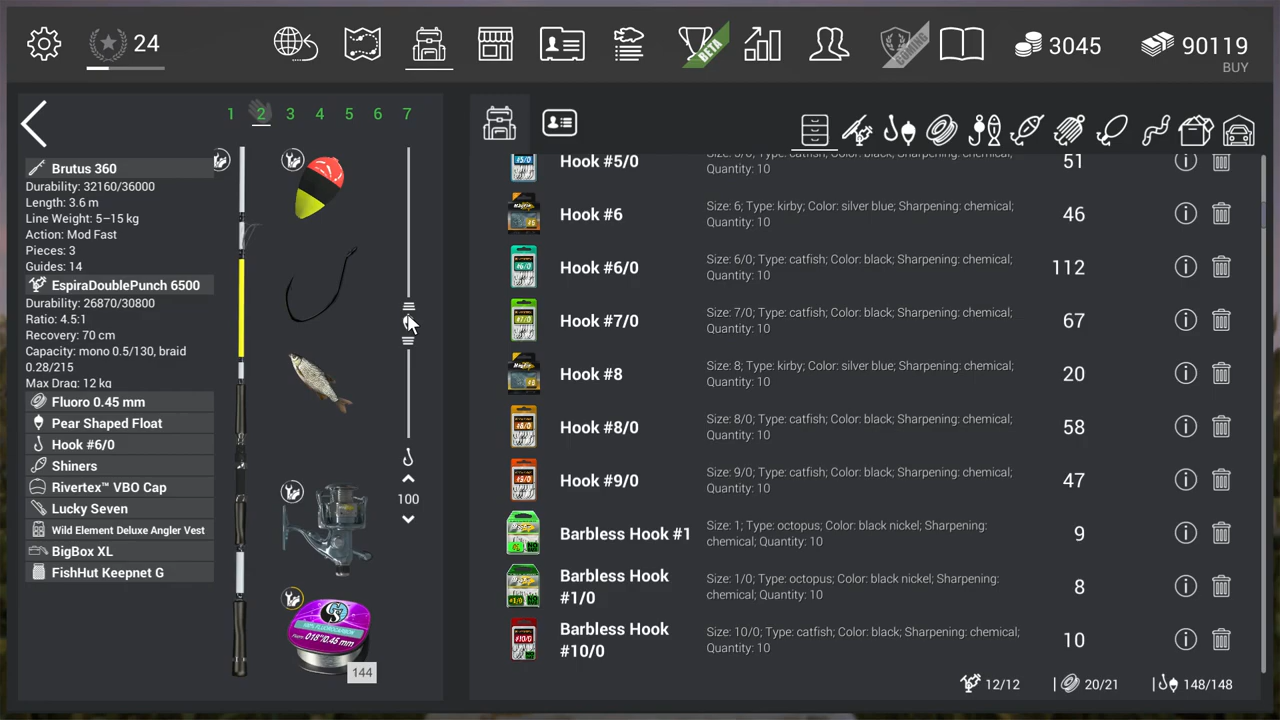 24
BETA
COMING
3045
90119
BUY
1 2 3 4 5 6 7
Brutus 360
Durability: 32160/36000
Length: 3.6 m
Line Weight: 5–15 kg
Action: Mod Fast
Pieces: 3
Guides: 14
EspiraDoublePunch 6500
Durability: 26870/30800
Ratio: 4.5:1
Recovery: 70 cm
Capacity: mono 0.5/130, braid
0.28/215
Max Drag: 12 kg
Fluoro 0.45 mm
Pear Shaped Float
Hook #6/0
Shiners
Rivertex™ VBO Cap
Lucky Seven
Wild Element Deluxe Angler Vest
BigBox XL
FishHut Keepnet G
100
018"/0.45 mm
144
Hook #5/0
Quantity: 10
51
Hook #6
Size: 6; Type: kirby; Color: silver blue; Sharpening: chemical;
Quantity: 10
46
Hook #6/0
Size: 6/0; Type: catfish; Color: black; Sharpening: chemical;
Quantity: 10
112
Hook #7/0
Size: 7/0; Type: catfish; Color: black; Sharpening: chemical;
Quantity: 10
67
Hook #8
Size: 8; Type: kirby; Color: silver blue; Sharpening: chemical;
Quantity: 10
20
Hook #8/0
Size: 8/0; Type: catfish; Color: black; Sharpening: chemical;
Quantity: 10
58
Hook #9/0
Size: 9/0; Type: catfish; Color: black; Sharpening: chemical;
Quantity: 10
47
Barbless Hook #1
Size: 1; Type: octopus; Color: black nickel; Sharpening:
chemical; Quantity: 10
9
Barbless Hook
#1/0
Size: 1/0; Type: octopus; Color: black nickel; Sharpening:
chemical; Quantity: 10
8
Barbless Hook
#10/0
Size: 10/0; Type: catfish; Color: black; Sharpening: chemical;
Quantity: 10
10
12/12
20/21
148/148